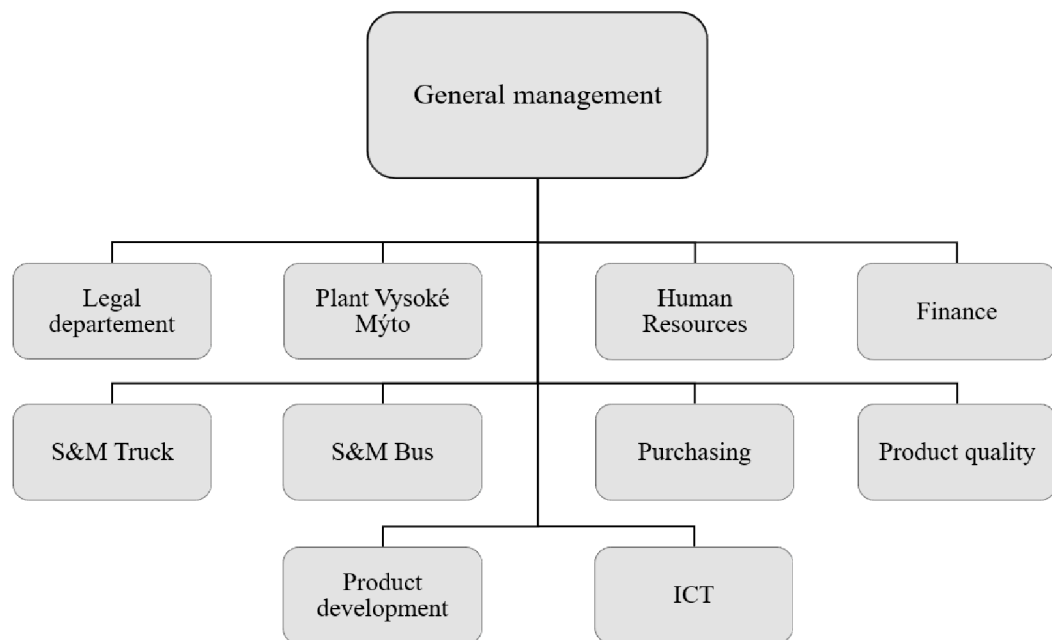 General management
Legal
departement
Plant Vysoké
Mýto
Human
Resources
Finance
S&M Truck
S&M Bus
Purchasing
Product quality
Product
development
ICT